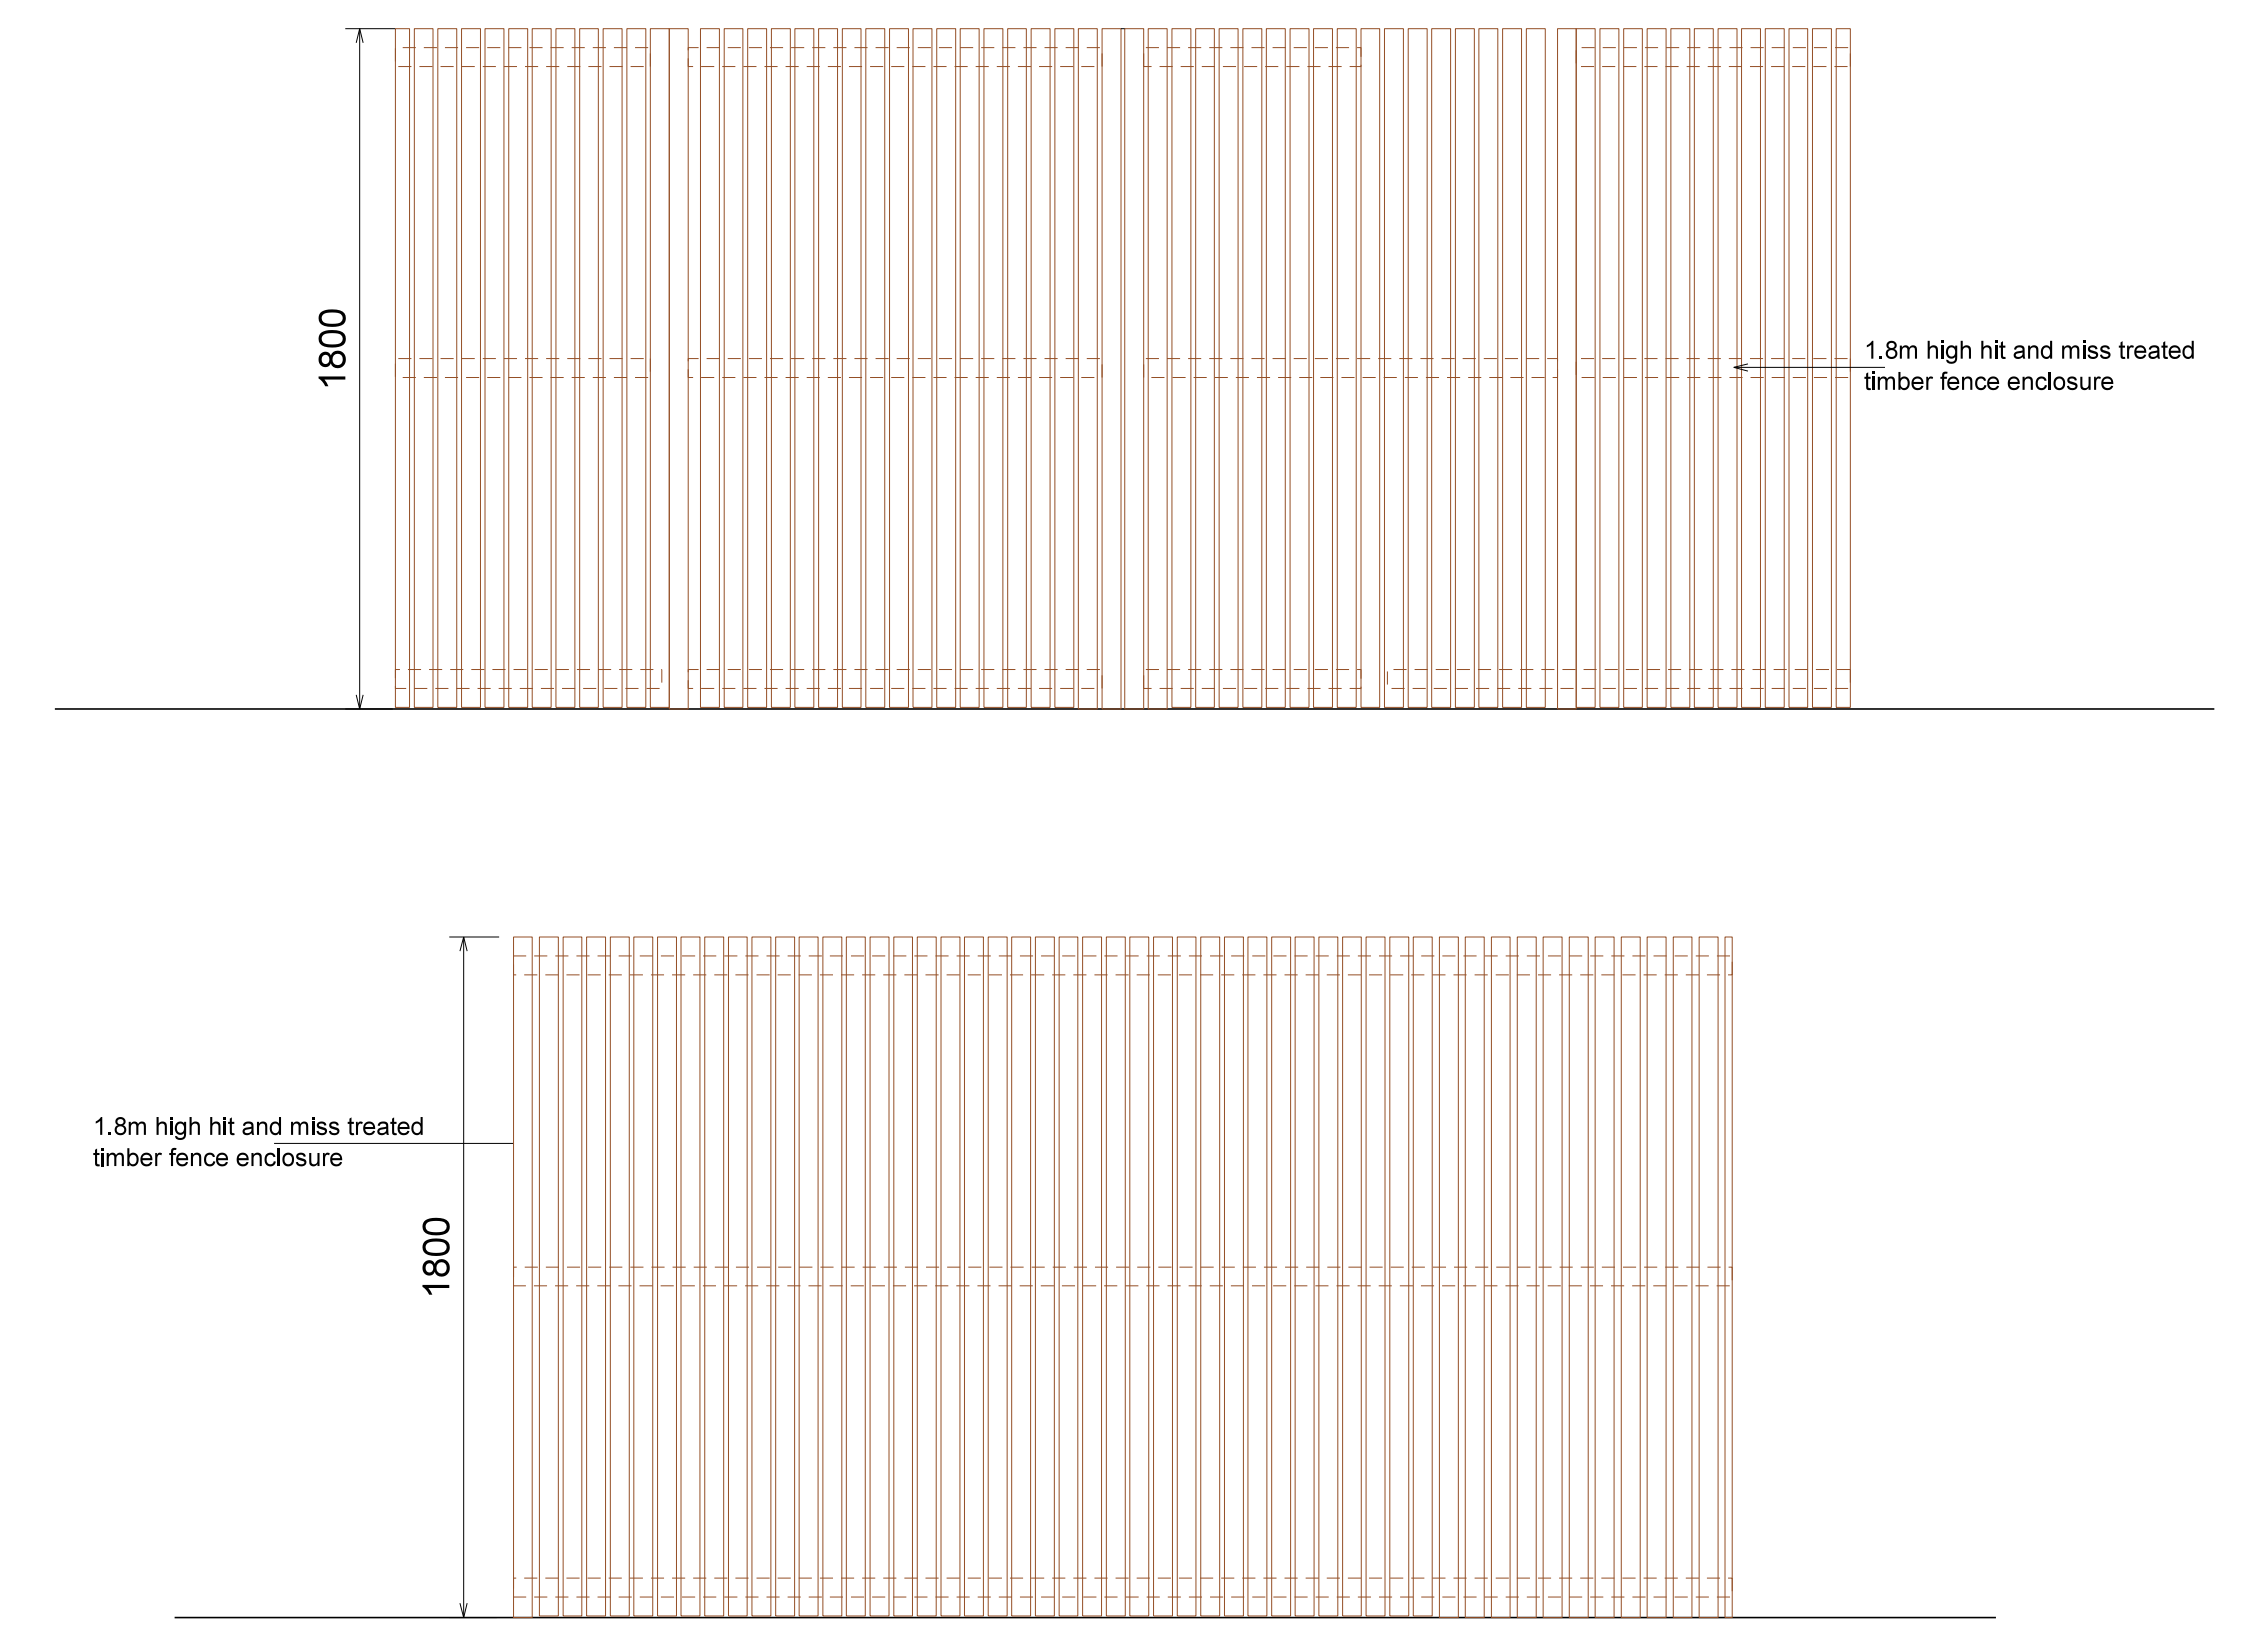 1800
1.8m high hit and miss treated
timber fence enclosure
1.8m high hit and miss treated
timber fence enclosure
1800